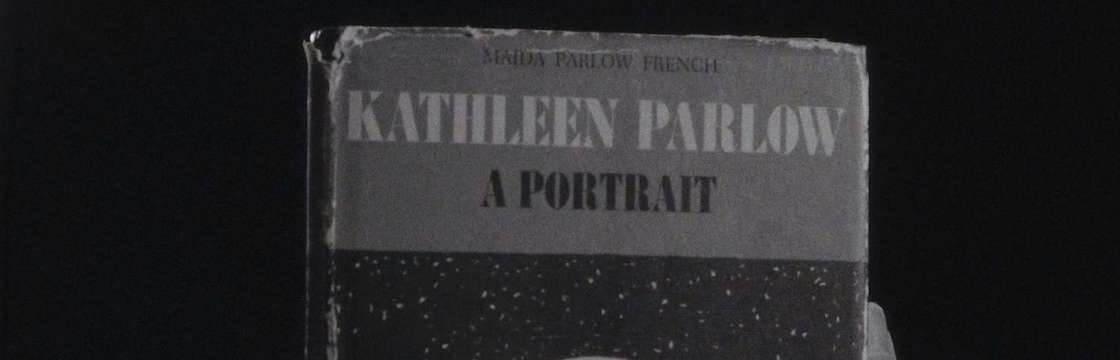 MAIDA PARLOW FRENCH
KATHLEEN PARLOW
A PORTRAIT